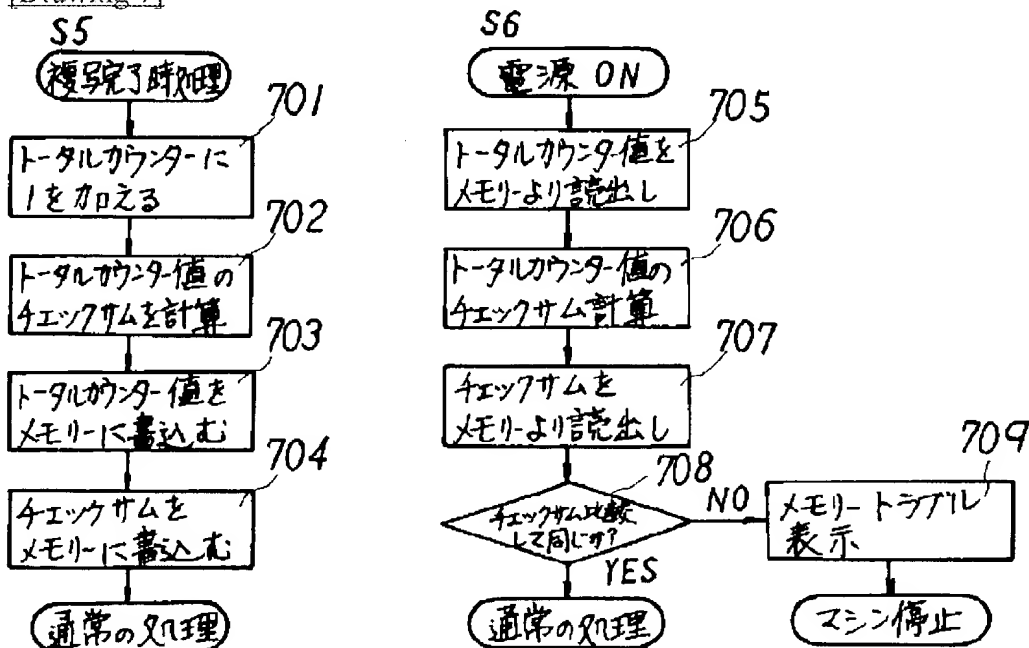 [Drawing 7]
S5
複写完了時処理
701
トータルカウンターに
1を加える
702
トータルカウンター値の
チェックサムを計算
703
トータルカウンター値を
メモリーに書込む
704
チェックサムを
メモリーに書込む
通常の処理
S6
電源 ON
705
トータルカウンター値を
メモリーより読出し
706
トータルカウンター値の
チェックサム計算
707
チェックサムを
メモリーより読出し
708
チェックサム比較
して同じか?
NO
YES
通常の処理
709
メモリートラブル
表示
マシン停止